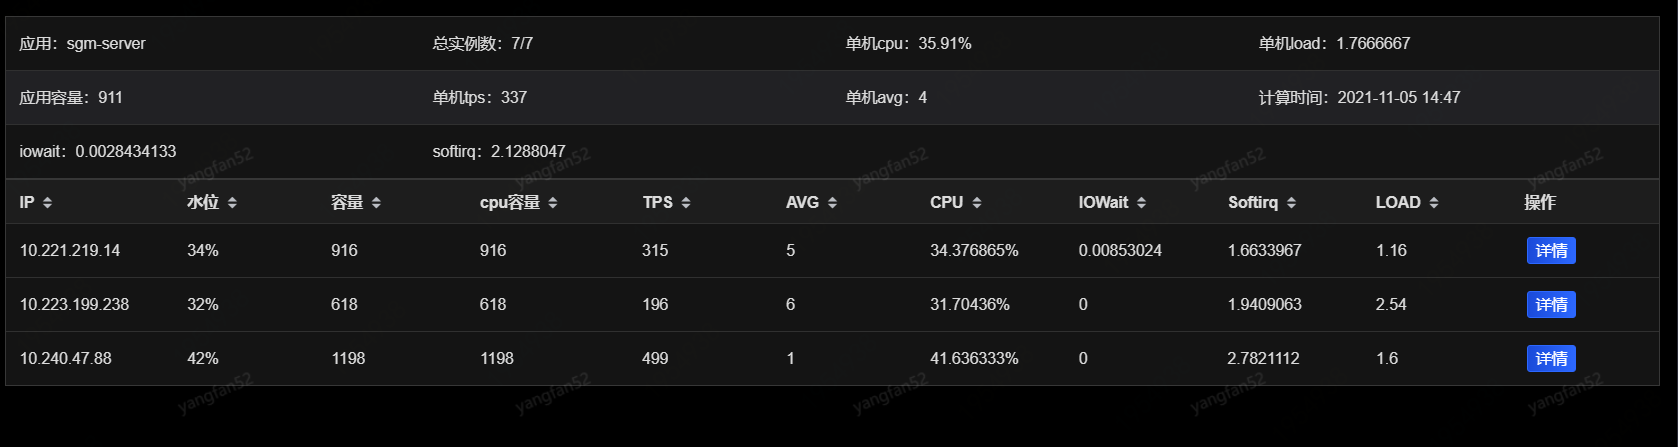 应用：sgm-server 总实例数：7/7 单机cpu：35.91% 单机load：1.7666667
应用容量：911 单机tps：337 单机avg：4 计算时间：2021-11-05 14:47
iowait：0.0028434133 softirq：2.1288047
yangfan52 yangfan52 yangfan52 yangfan52 yangfan52
IP 水位 容量 cpu容量 TPS AVG CPU IOWait Softirq LOAD 操作
10.221.219.14 34% 916 916 315 5 34.376865% 0.00853024 1.6633967 1.16 详情
10.223.199.238 32% 618 618 196 6 31.70436% 0 1.9409063 2.54 详情
10.240.47.88 42% 1198 1198 499 1 41.636333% 0 2.7821112 1.6 详情
yangfan52 yangfan52 yangfan52 yangfan52 yangfan52